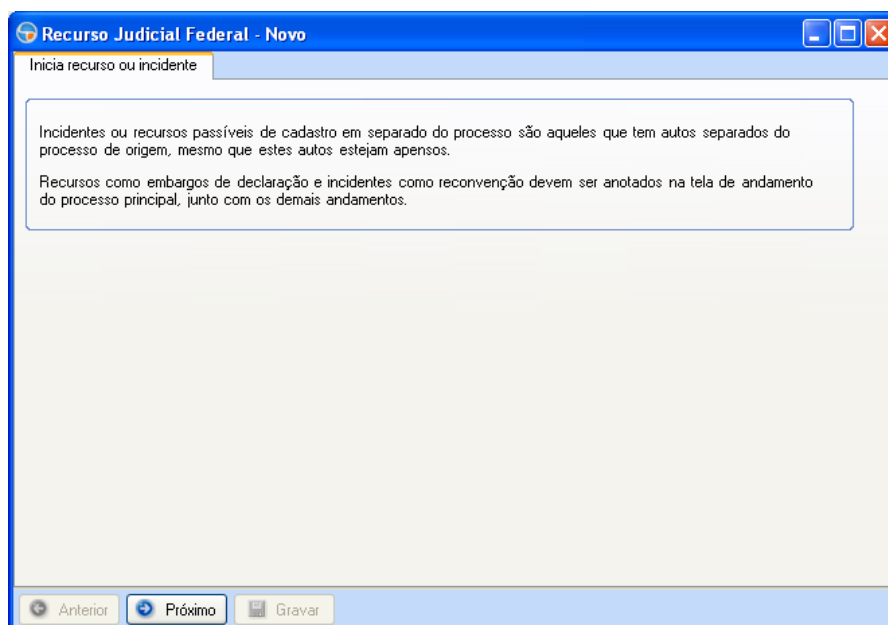 Recurso Judicial Federal - Novo
Inicia recurso ou incidente
Incidentes ou recursos passíveis de cadastro em separado do processo são aqueles que tem autos separados do
processo de origem, mesmo que estes autos estejam apensos.
Recursos como embargos de declaração e incidentes como reconvenção devem ser anotados na tela de andamento
do processo principal, junto com os demais andamentos.
Anterior Próximo Gravar